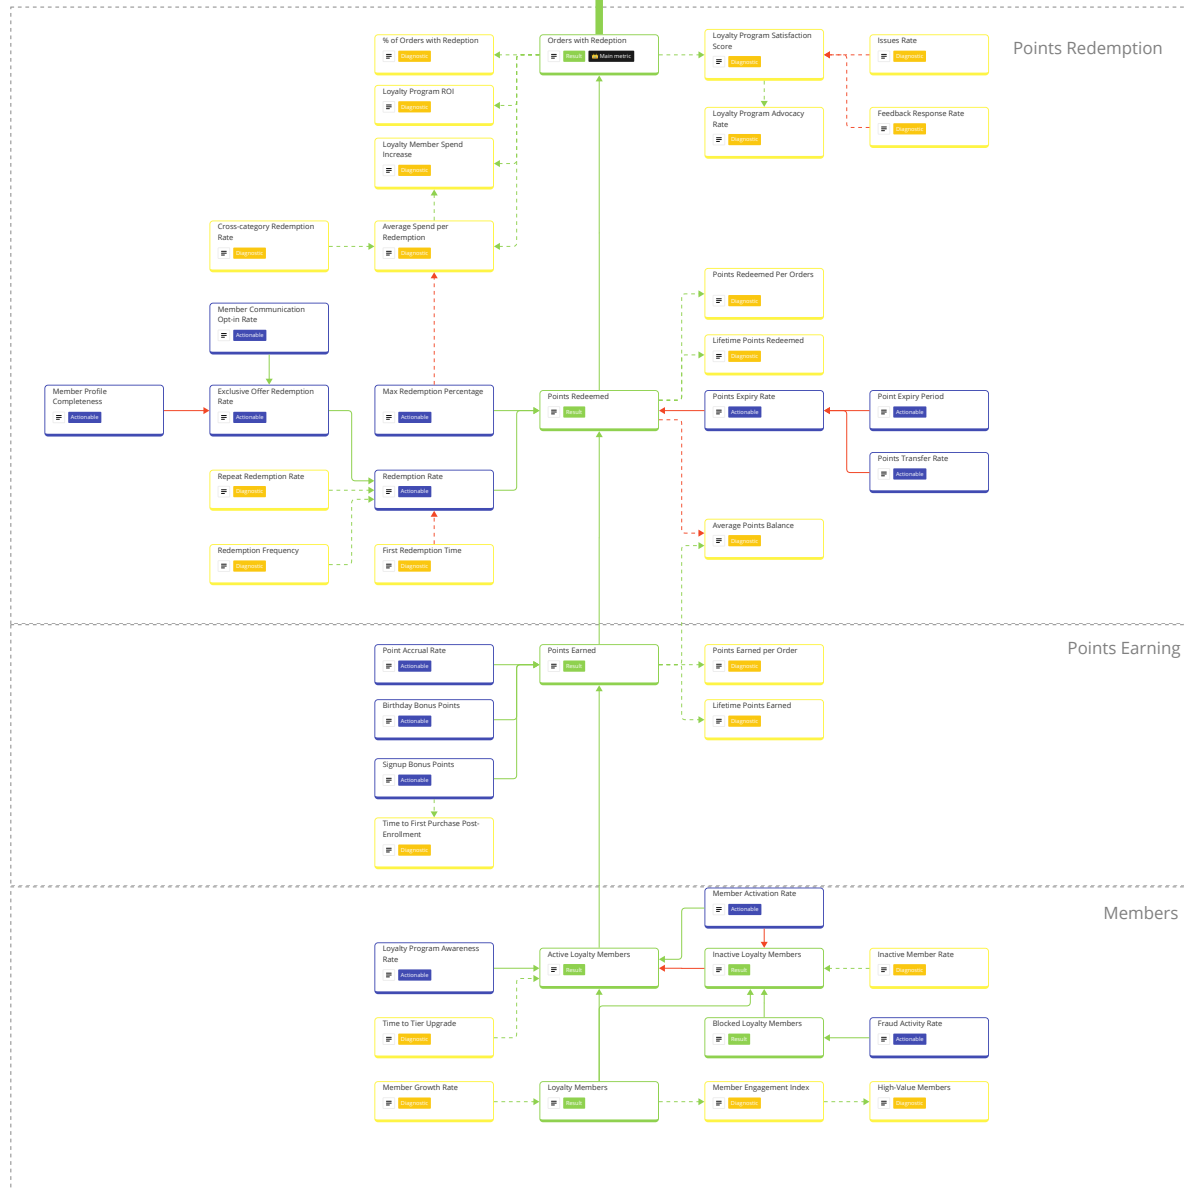 Points Redemption
% of Orders with Redeption
Diagnostic
Orders with Redeption
Result
Main metric
Loyalty Program Satisfaction
Score
Diagnostic
Issues Rate
Diagnostic
Loyalty Program ROI
Diagnostic
Loyalty Program Advocacy
Rate
Diagnostic
Feedback Response Rate
Diagnostic
Loyalty Member Spend
Increase
Diagnostic
Cross-category Redemption
Rate
Diagnostic
Average Spend per
Redemption
Diagnostic
Points Redeemed Per Orders
Diagnostic
Member Communication
Opt-in Rate
Actionable
Lifetime Points Redeemed
Diagnostic
Member Profile
Completeness
Actionable
Exclusive Offer Redemption
Rate
Actionable
Max Redemption Percentage
Actionable
Points Redeemed
Result
Points Expiry Rate
Actionable
Point Expiry Period
Actionable
Points Transfer Rate
Actionable
Repeat Redemption Rate
Diagnostic
Redemption Rate
Actionable
Average Points Balance
Diagnostic
Redemption Frequency
Diagnostic
First Redemption Time
Diagnostic
Points Earning
Point Accrual Rate
Actionable
Points Earned
Result
Points Earned per Order
Diagnostic
Birthday Bonus Points
Actionable
Lifetime Points Earned
Diagnostic
Signup Bonus Points
Actionable
Time to First Purchase Post-
Enrollment
Diagnostic
Members
Member Activation Rate
Actionable
Loyalty Program Awareness
Rate
Actionable
Active Loyalty Members
Result
Inactive Loyalty Members
Result
Inactive Member Rate
Diagnostic
Time to Tier Upgrade
Diagnostic
Blocked Loyalty Members
Result
Fraud Activity Rate
Actionable
Member Growth Rate
Diagnostic
Loyalty Members
Result
Member Engagement Index
Diagnostic
High-Value Members
Diagnostic